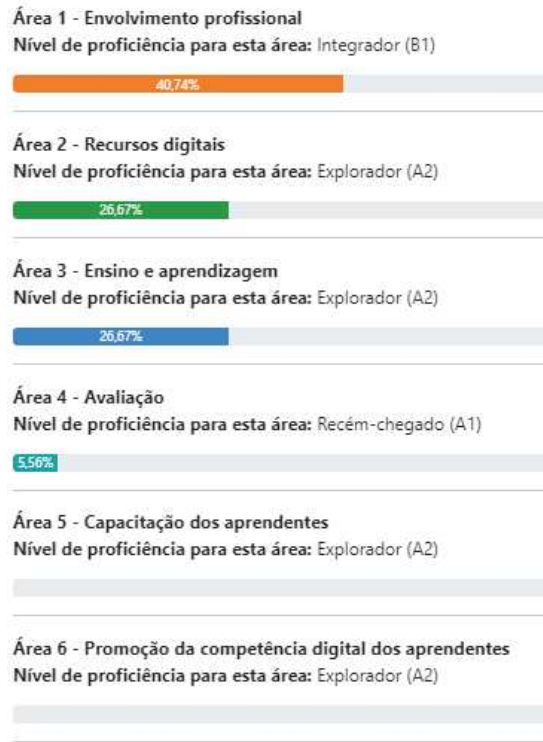 Área 1 - Envolvimento profissional
Nível de proficiência para esta área: Integrador (B1)
40,74%
Área 2 - Recursos digitais
Nível de proficiência para esta área: Explorador (A2)
26,67%
Área 3 - Ensino e aprendizagem
Nível de proficiência para esta área: Explorador (A2)
26,67%
Área 4 - Avaliação
Nível de proficiência para esta área: Recém-chegado (A1)
5,56%
Área 5 - Capacitação dos aprendentes
Nível de proficiência para esta área: Explorador (A2)
Área 6 - Promoção da competência digital dos aprendentes
Nível de proficiência para esta área: Explorador (A2)